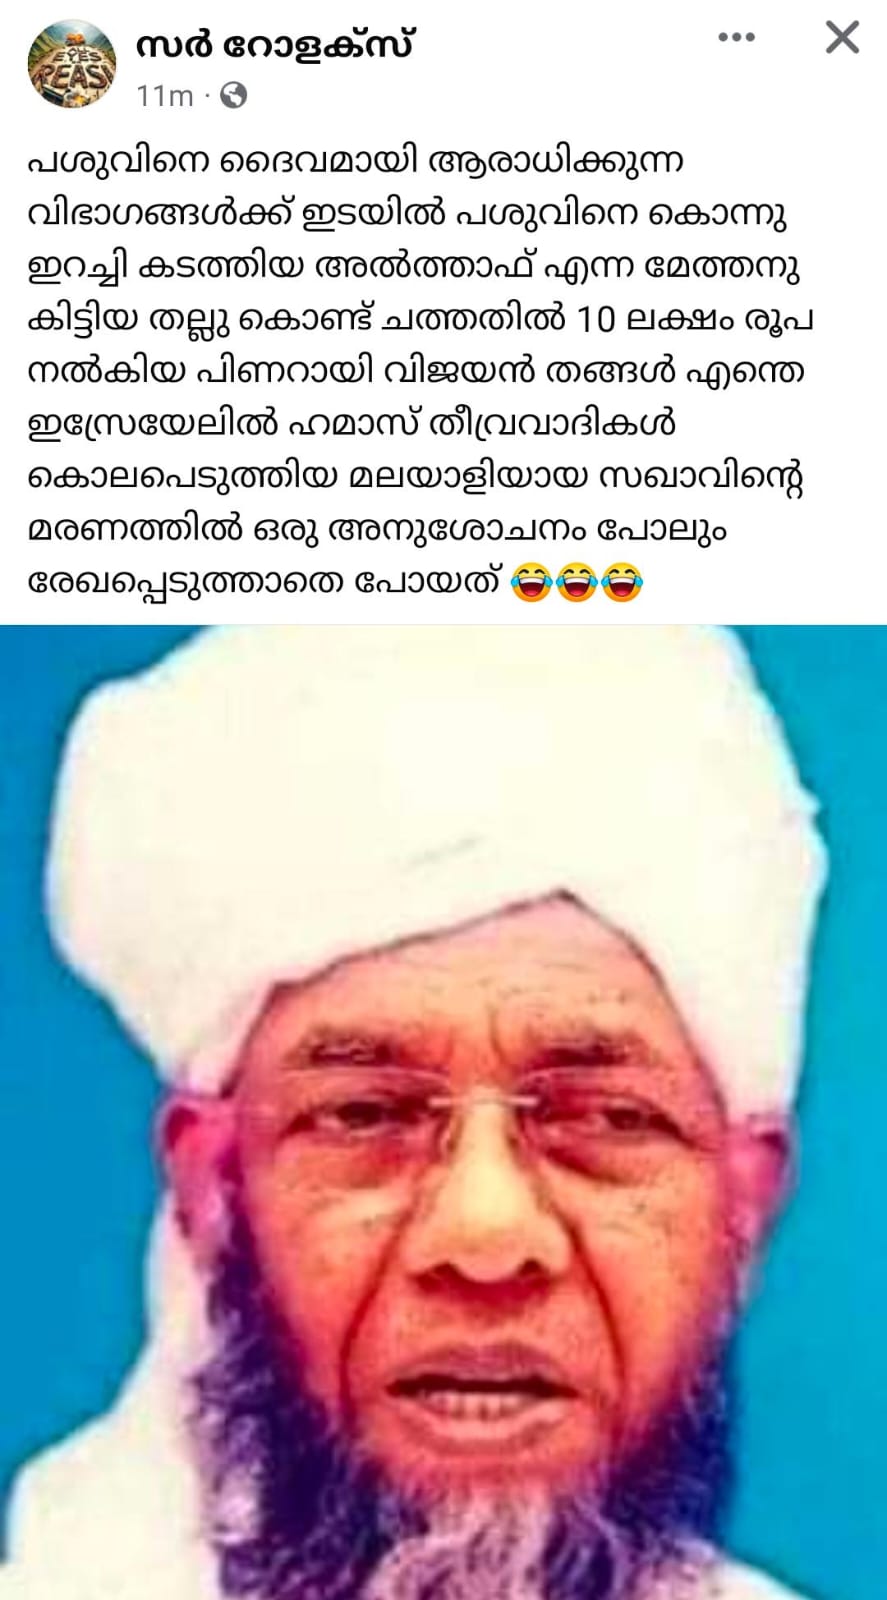 സർ റോളക്സ്
11m ·
പശുവിനെ ദൈവമായി ആരാധിക്കുന്ന
വിഭാഗങ്ങൾക്ക് ഇടയിൽ പശുവിനെ കൊന്നു
ഇറച്ചി കടത്തിയ അൽത്താഫ് എന്ന മേത്തനു
കിട്ടിയ തല്ലു കൊണ്ട് ചത്തതിൽ 10 ലക്ഷം രൂപ
നൽകിയ പിണറായി വിജയൻ തങ്ങൾ എന്തെ
ഇസ്രേയേലിൽ ഹമാസ് തീവ്രവാദികൾ
കൊലപെടുത്തിയ മലയാളിയായ സഖാവിന്റെ
മരണത്തിൽ ഒരു അനുശോചനം പോലും
രേഖപ്പെടുത്താതെ പോയത് 😂😂😂